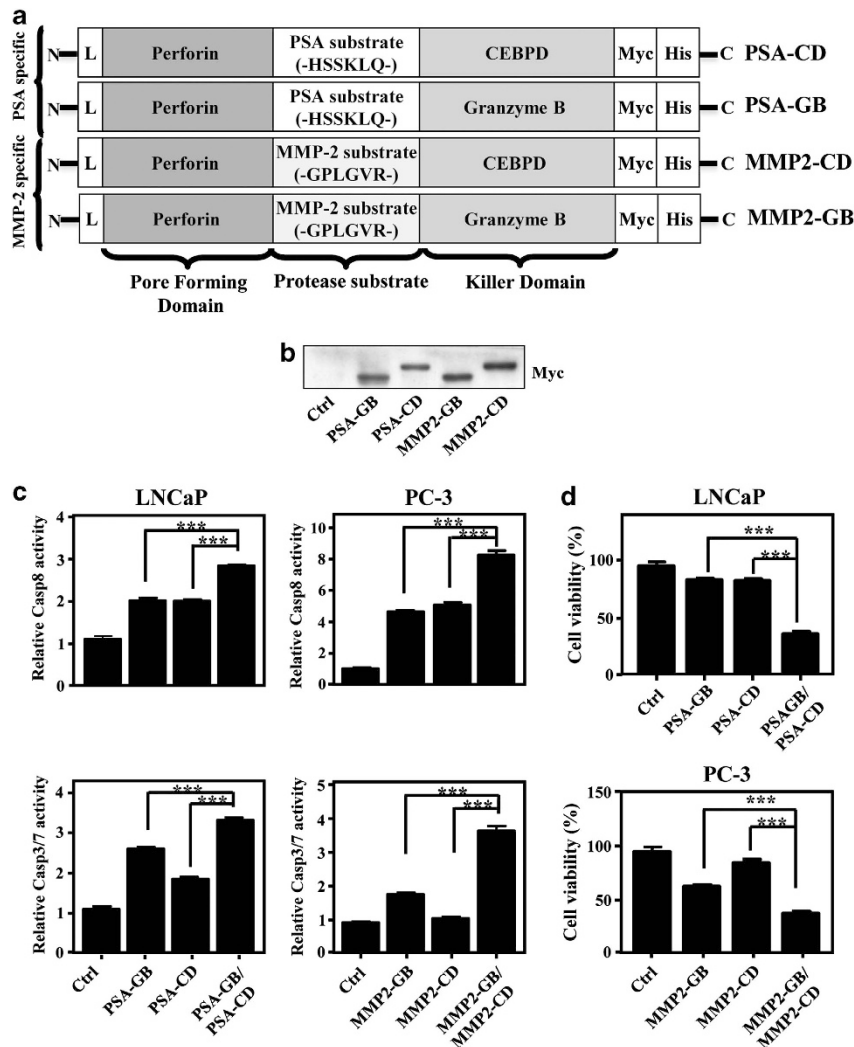 a
PSA specific
N L Perforin PSA substrate (-HSSKLQ-) CEBPD Myc His C PSA-CD
N L Perforin PSA substrate (-HSSKLQ-) Granzyme B Myc His C PSA-GB
MMP-2 specific
N L Perforin MMP-2 substrate (-GPLGVR-) CEBPD Myc His C MMP2-CD
N L Perforin MMP-2 substrate (-GPLGVR-) Granzyme B Myc His C MMP2-GB
Pore Forming Domain Protease substrate Killer Domain
b
Myc
Ctrl PSA-GB PSA-CD MMP2-GB MMP2-CD
c
LNCaP
Relative Casp8 activity
4
3
2
1
0
***
***
PC-3
Relative Casp8 activity
10
8
6
4
2
0
***
***
Relative Casp3/7 activity
4
3
2
1
0
***
***
Ctrl PSA-GB PSA-CD PSA-GB/ PSA-CD
Relative Casp3/7 activity
5
4
3
2
1
0
***
***
Ctrl MMP2-GB MMP2-CD MMP2-GB/ MMP2-CD
d
LNCaP
Cell viability (%)
100
50
0
***
***
Ctrl PSA-GB PSA-CD PSAGB/ PSA-CD
PC-3
Cell viability (%)
150
100
50
0
***
***
Ctrl MMP2-GB MMP2-CD MMP2-GB/ MMP2-CD